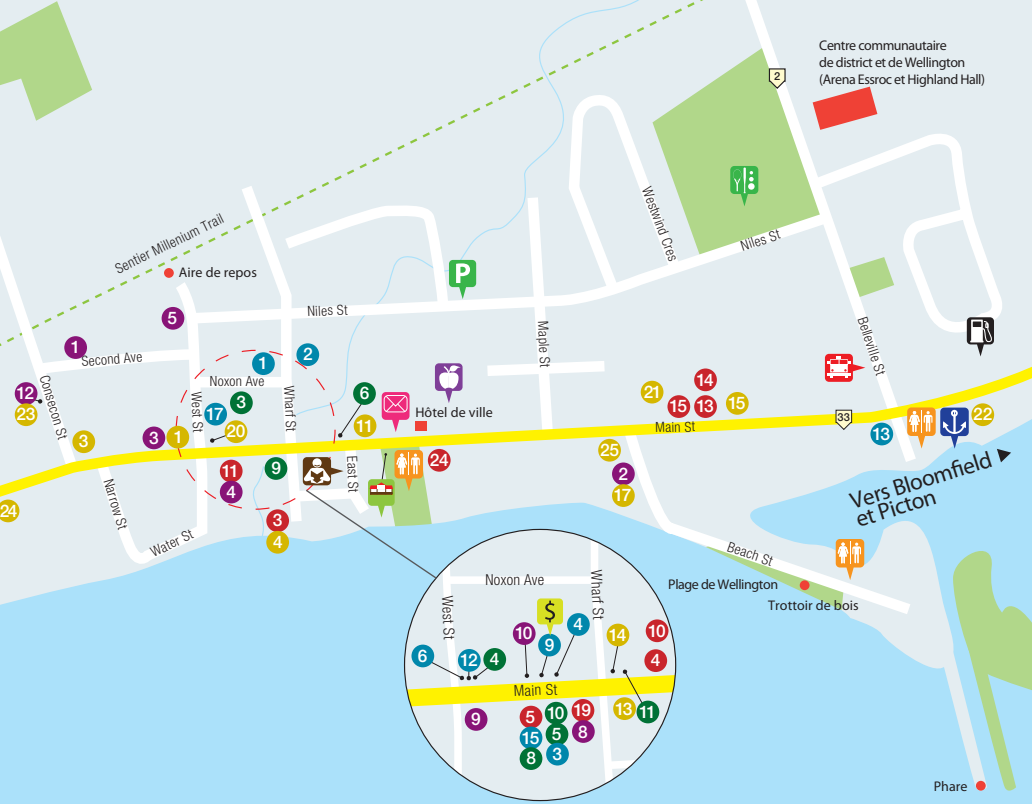 Centre communautaire
de district et de Wellington
(Arena Essroc et Highland Hall)
2
Sentier Millenium Trail
Aire de repos
Westwind Cres
Niles St
P
5
Niles St
Maple St
Belleville St
1
Second Ave
2
1
Noxon Ave
12
23
Consecon St
West St
17
3
Wharf St
6
Hôtel de ville
21
14
15
13
15
33
22
3
3
1
20
11
Main St
13
25
11
4
9
East St
24
2
17
24
Narrow St
Water St
3
4
Vers Bloomfield
et Picton
Beach St
Plage de Wellington
Trottoir de bois
Noxon Ave
West St
Wharf St
$
10
9
4
14
10
6
12
4
4
Main St
9
5
10
19
13
11
15
5
8
8
3
Phare